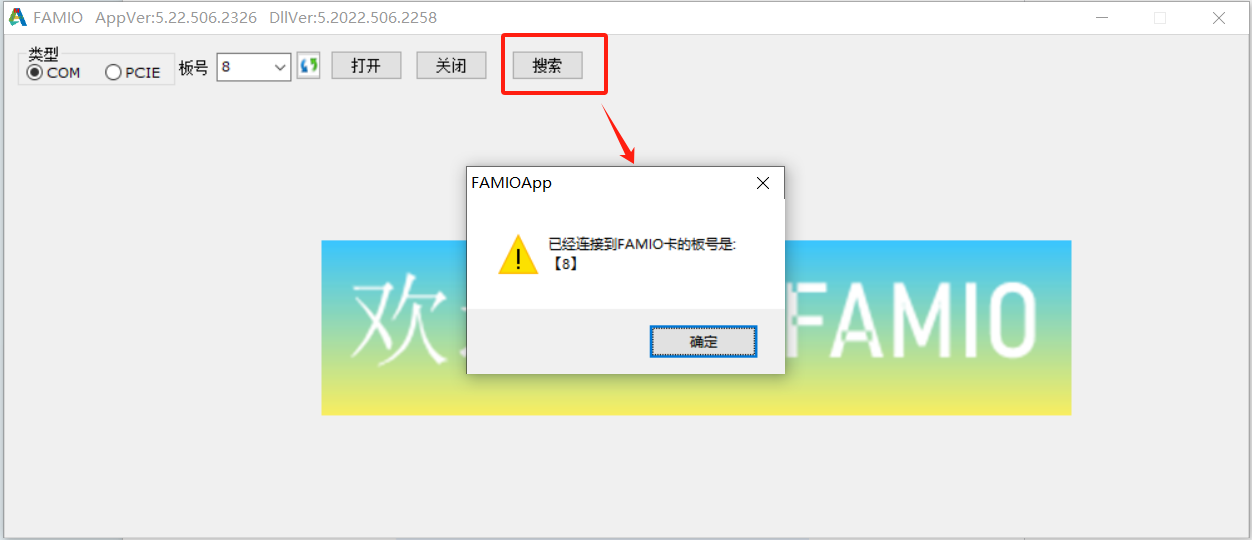 FAMIO AppVer:5.22.506.2326 DllVer:5.2022.506.2258
类型
COM PCIE 板号 8 打开 关闭 搜索
FAMIOApp
已经连接到FAMIO卡的板号是:
【8】
确定
欢 FAMIO